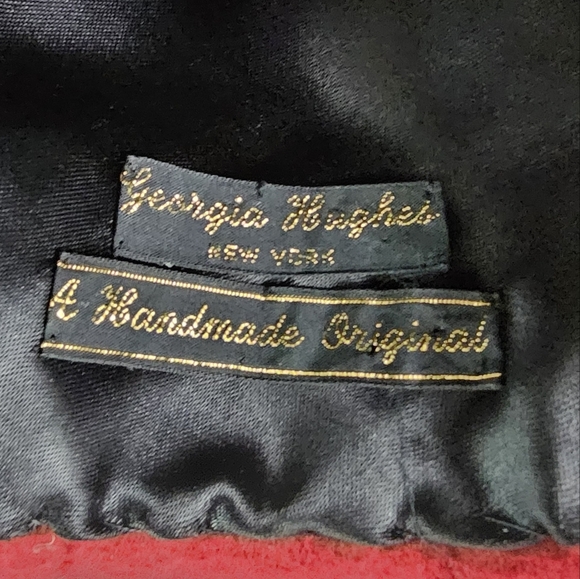 Georgia Hughes
NEW YORK
A Handmade Original